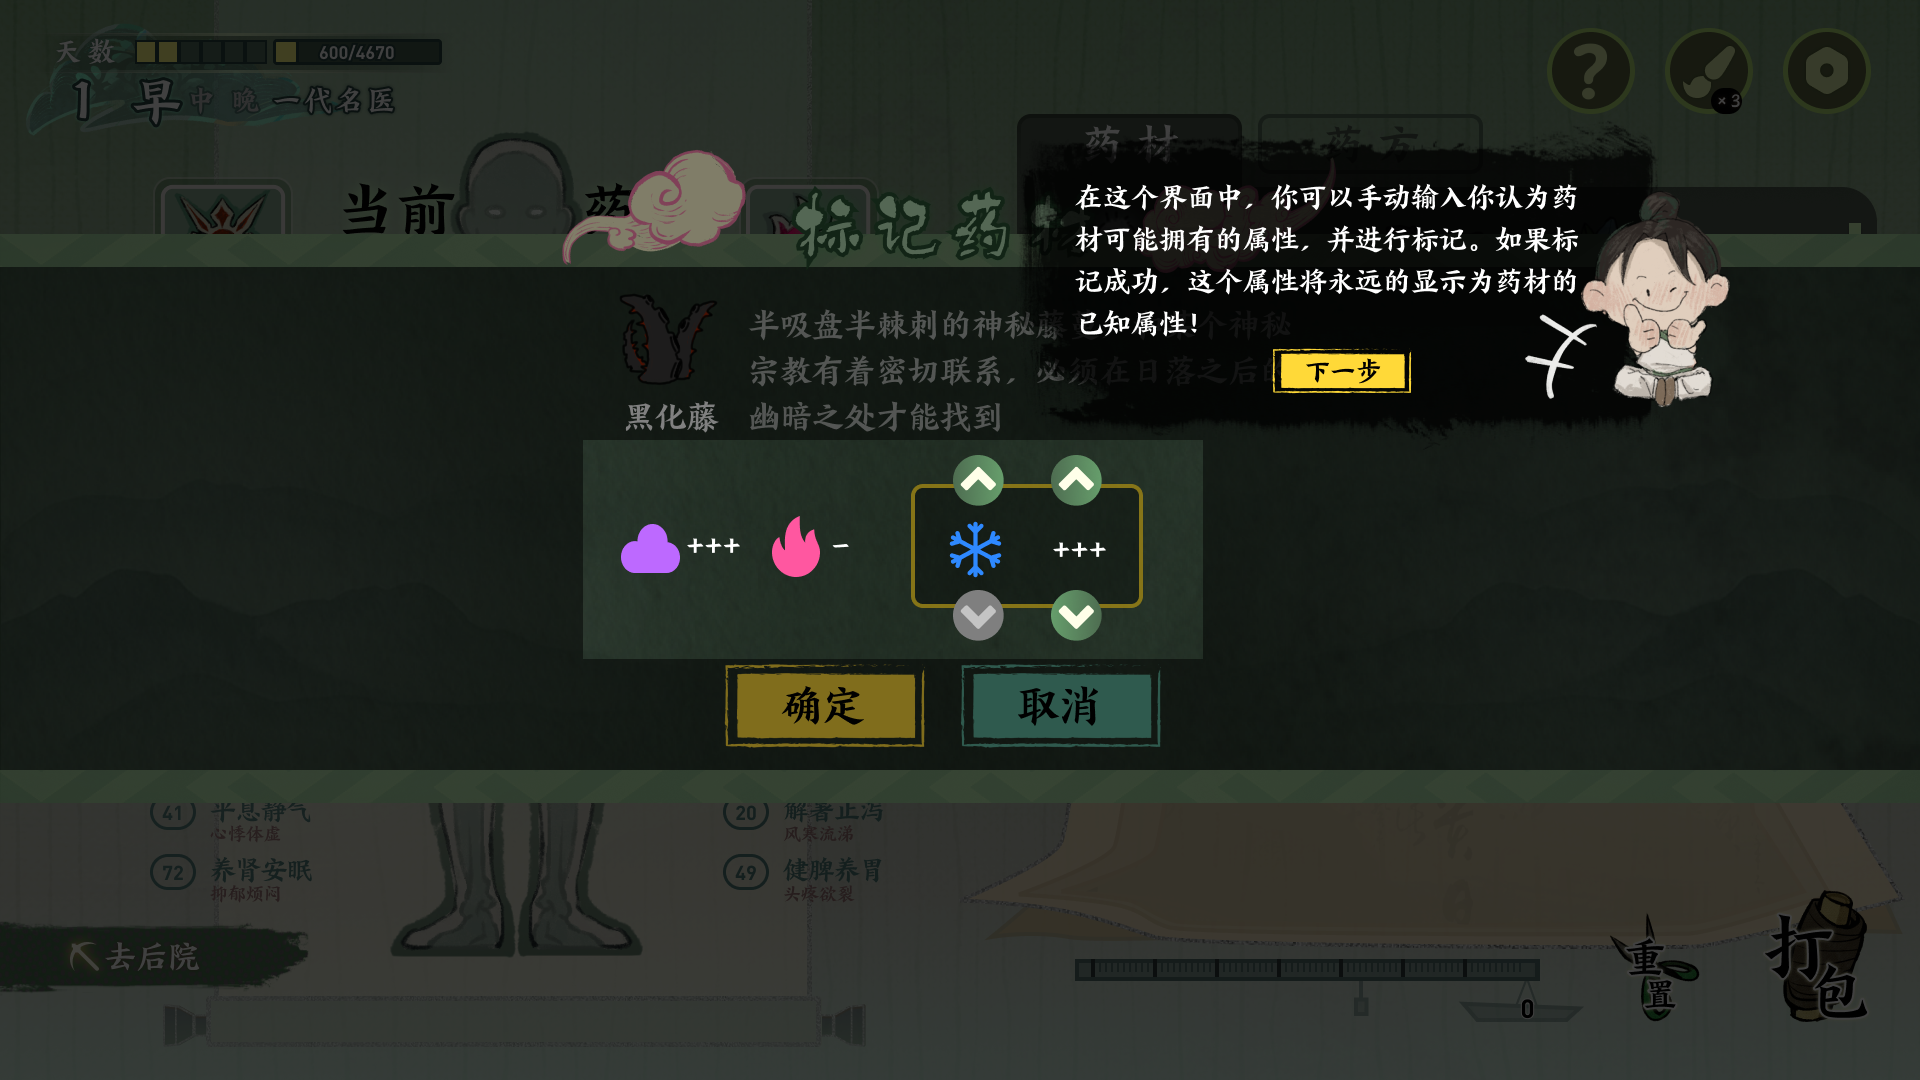 天数
600/4670
1 早 中 晚 一代名医
× 3
药材
药方
当前
药
标记药材
在这个界面中，你可以手动输入你认为药
材可能拥有的属性，并进行标记。如果标
记成功，这个属性将永远的显示为药材的
已知属性！
下一步
半吸盘半棘刺的神秘藤
个神秘
宗教有着密切联系，必须在日落之后的
幽暗之处才能找到
黑化藤
+++
−
+++
确定
取消
41 平息静气
心悸体虚
72 养肾安眠
抑郁烦闷
20 解暑止泻
风寒流涕
49 健脾养胃
头疼欲裂
去后院
0
重置
打包